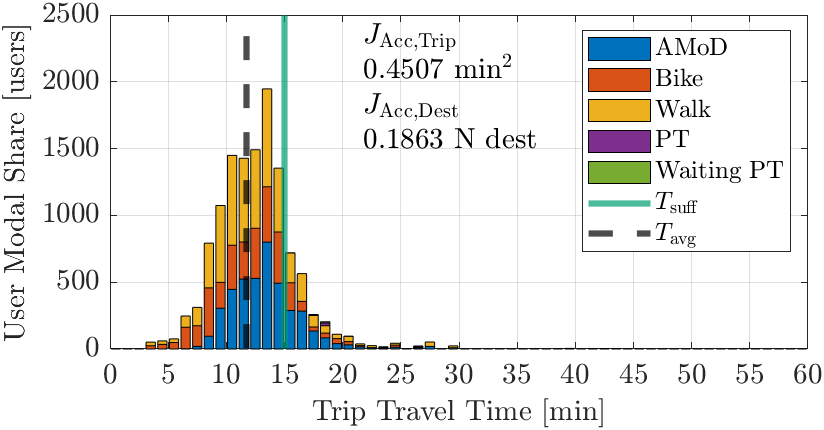 2500
2000
1500
1000
500
0
User Modal Share [users]
J_Acc,Trip
0.4507 min²
J_Acc,Dest
0.1863 N dest
AMoD
Bike
Walk
PT
Waiting PT
T_suff
T_avg
0 5 10 15 20 25 30 35 40 45 50 55 60
Trip Travel Time [min]